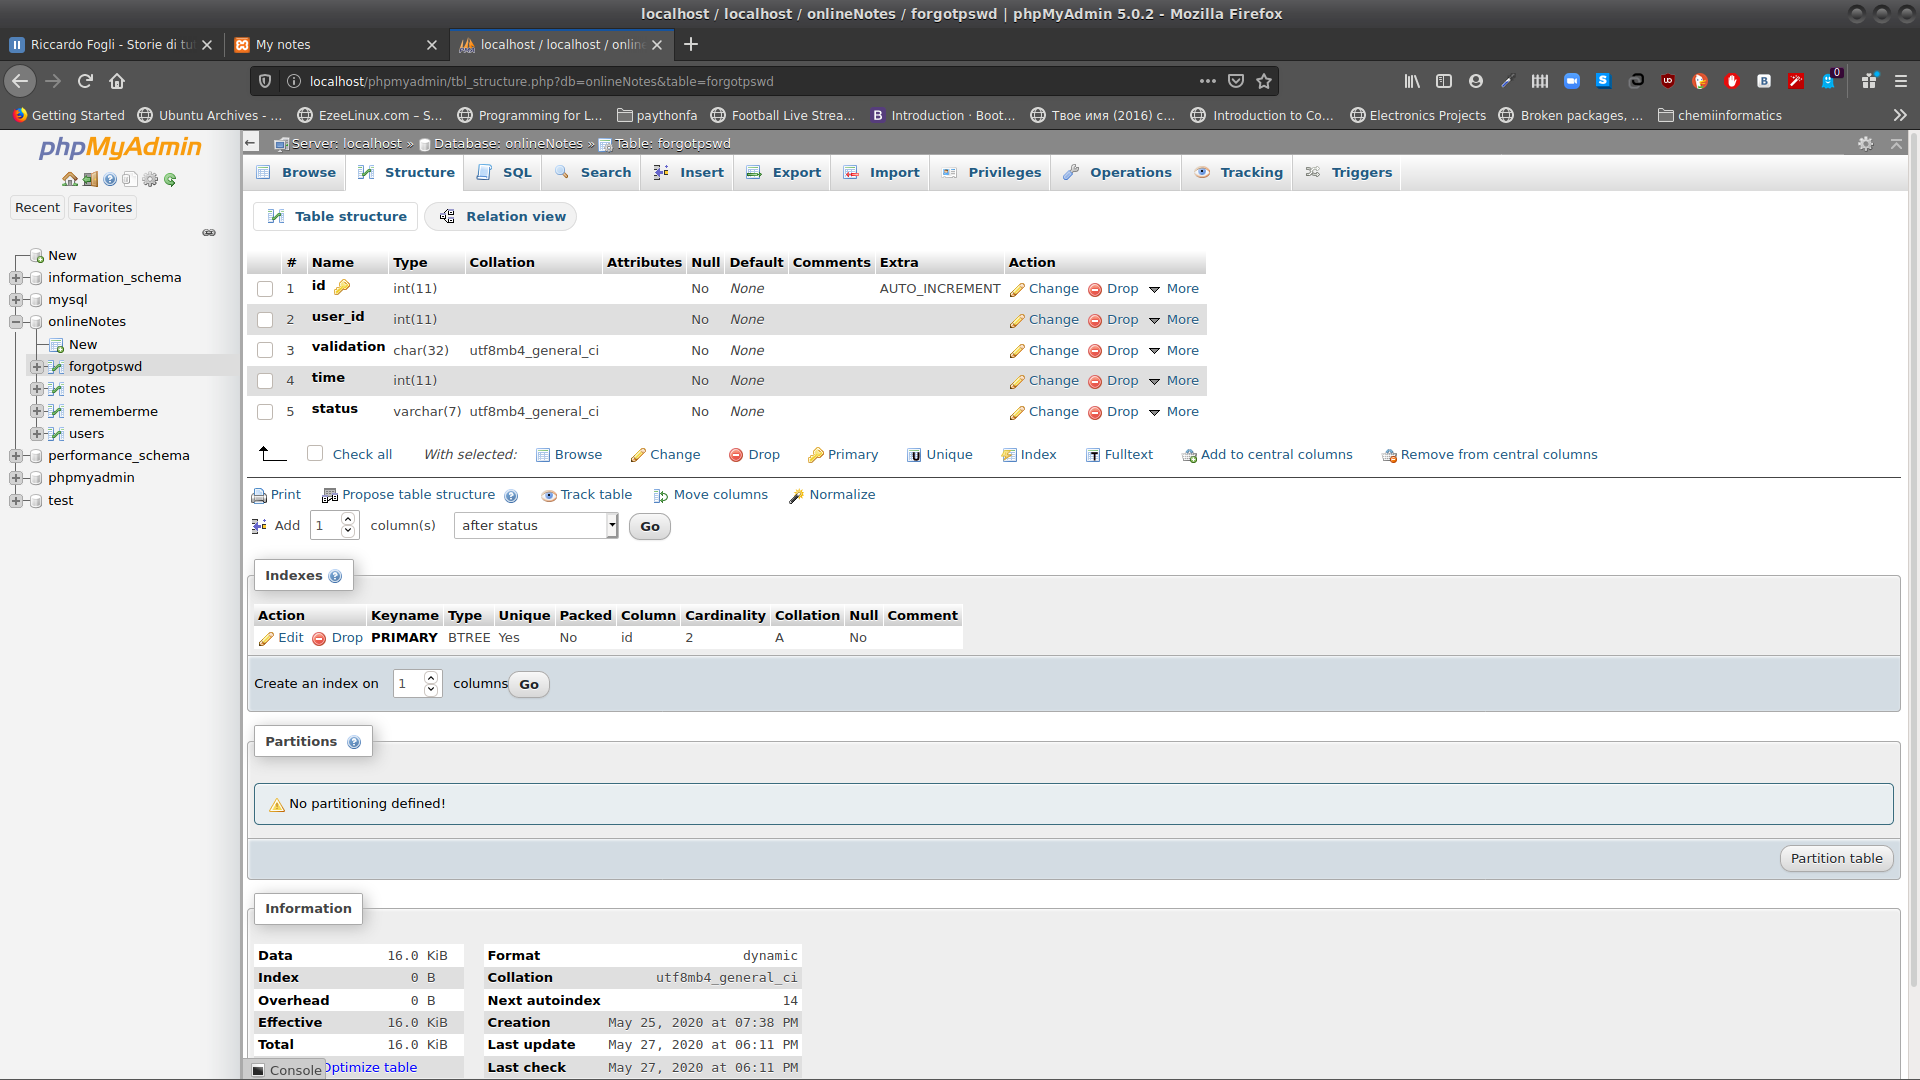 localhost / localhost / onlineNotes / forgotpswd | phpMyAdmin 5.0.2 - Mozilla Firefox
Riccardo Fogli - Storie di tu
My notes
localhost / localhost / onlin
localhost/phpmyadmin/tbl_structure.php?db=onlineNotes&table=forgotpswd
0
Getting Started
Ubuntu Archives - ...
EzeeLinux.com – S...
Programming for L...
paythonfa
Football Live Strea...
B Introduction · Boot...
Твое имя (2016) с...
Introduction to Co...
Electronics Projects
Broken packages, ...
chemiinformatics
phpMyAdmin
Recent Favorites
New
information_schema
mysql
onlineNotes
New
forgotpswd
notes
rememberme
users
performance_schema
phpmyadmin
test
Server: localhost » Database: onlineNotes » Table: forgotpswd
Browse Structure SQL Search Insert Export Import Privileges Operations Tracking Triggers
Table structure Relation view
# Name Type Collation Attributes Null Default Comments Extra Action
1 id int(11) No None AUTO_INCREMENT Change Drop More
2 user_id int(11) No None Change Drop More
3 validation char(32) utf8mb4_general_ci No None Change Drop More
4 time int(11) No None Change Drop More
5 status varchar(7) utf8mb4_general_ci No None Change Drop More
Check all With selected: Browse Change Drop Primary Unique Index Fulltext Add to central columns Remove from central columns
Print Propose table structure Track table Move columns Normalize
Add 1 column(s) after status Go
Indexes
Action Keyname Type Unique Packed Column Cardinality Collation Null Comment
Edit Drop PRIMARY BTREE Yes No id 2 A No
Create an index on 1 columns Go
Partitions
No partitioning defined!
Partition table
Information
Data 16.0 KiB
Index 0 B
Overhead 0 B
Effective 16.0 KiB
Total 16.0 KiB
Optimize table
Format dynamic
Collation utf8mb4_general_ci
Next autoindex 14
Creation May 25, 2020 at 07:38 PM
Last update May 27, 2020 at 06:11 PM
Last check May 27, 2020 at 06:11 PM
Console